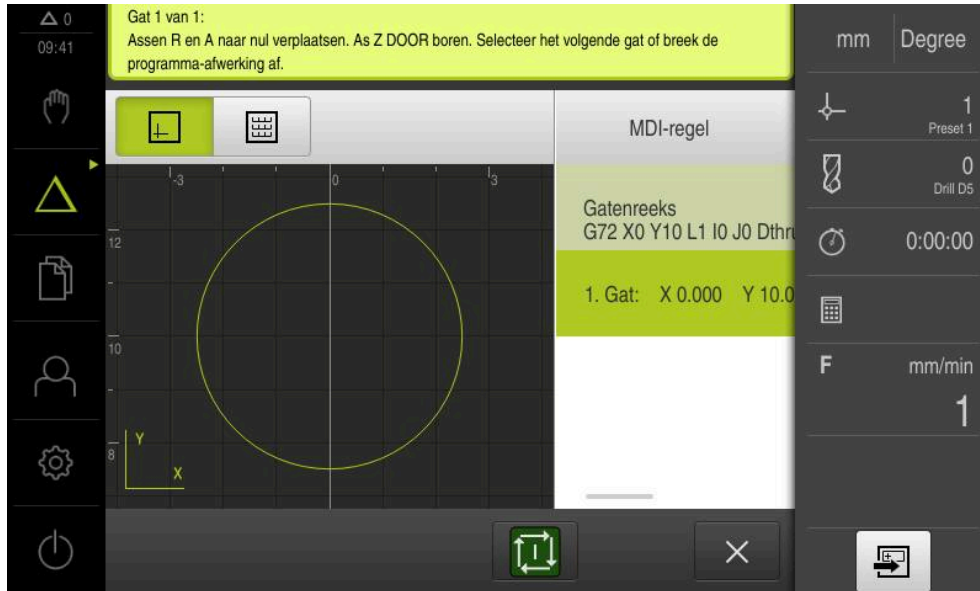 0
09:41
Gat 1 van 1:
Assen R en A naar nul verplaatsen. As Z DOOR boren. Selecteer het volgende gat of breek de
programma-afwerking af.
mm Degree
1
Preset 1
0
Drill D5
0:00:00
F mm/min
1
MDI-regel
Gatenreeks
G72 X0 Y10 L1 I0 J0 Dthru
1. Gat: X 0.000 Y 10.0
-3 0 3
12
10
8
Y
X